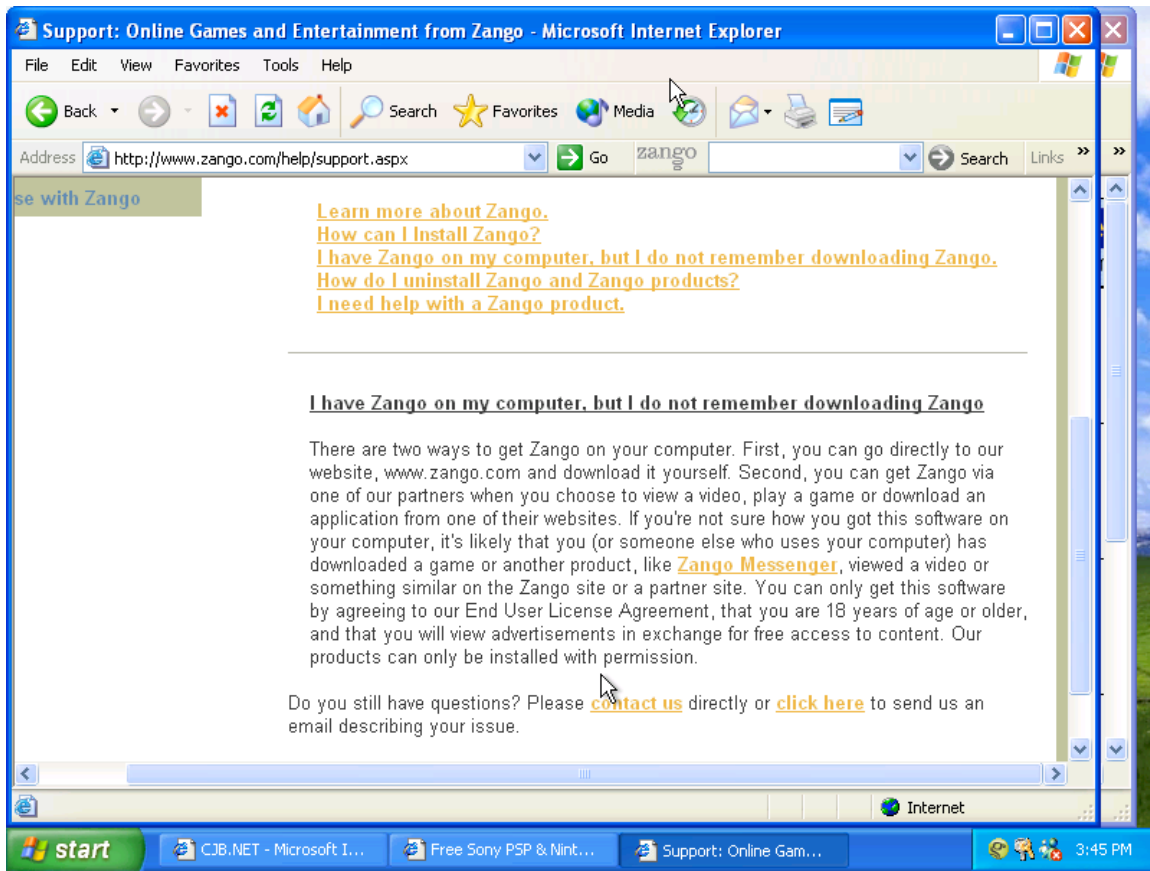 Support: Online Games and Entertainment from Zango - Microsoft Internet Explorer
File Edit View Favorites Tools Help
Back Search Favorites Media
Address http://www.zango.com/help/support.aspx Go zango Search Links » »
se with Zango
Learn more about Zango.
How can I Install Zango?
I have Zango on my computer, but I do not remember downloading Zango.
How do I uninstall Zango and Zango products?
I need help with a Zango product.
I have Zango on my computer, but I do not remember downloading Zango
There are two ways to get Zango on your computer. First, you can go directly to our
website, www.zango.com and download it yourself. Second, you can get Zango via
one of our partners when you choose to view a video, play a game or download an
application from one of their websites. If you're not sure how you got this software on
your computer, it's likely that you (or someone else who uses your computer) has
downloaded a game or another product, like Zango Messenger, viewed a video or
something similar on the Zango site or a partner site. You can only get this software
by agreeing to our End User License Agreement, that you are 18 years of age or older,
and that you will view advertisements in exchange for free access to content. Our
products can only be installed with permission.
Do you still have questions? Please contact us directly or click here to send us an
email describing your issue.
Internet
start CJB.NET - Microsoft I... Free Sony PSP & Nint... Support: Online Gam... 3:45 PM